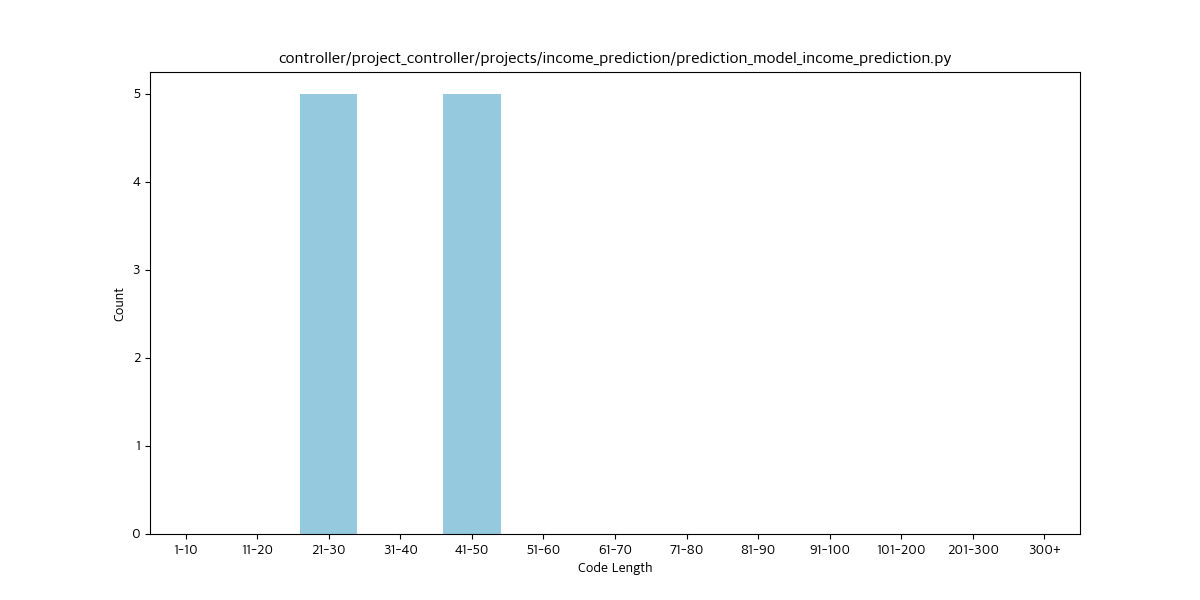 controller/project_controller/projects/income_prediction/prediction_model_income_prediction.py
5
4
3
2
1
0
Count
1-10 11-20 21-30 31-40 41-50 51-60 61-70 71-80 81-90 91-100 101-200 201-300 300+
Code Length